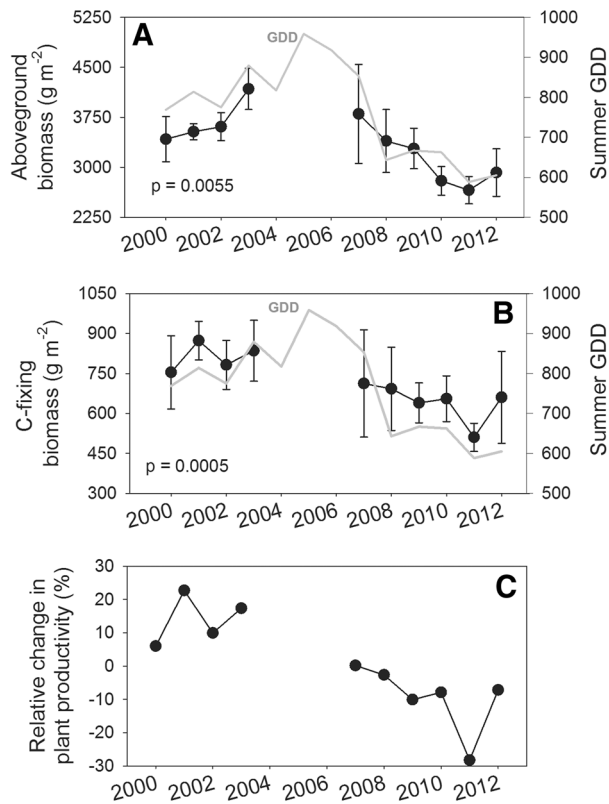 A
GDD
5250
4500
3750
3000
2250
Aboveground
biomass (g m⁻²)
1000
900
800
700
600
500
Summer GDD
p = 0.0055
2000 2002 2004 2006 2008 2010 2012
B
GDD
1050
900
750
600
450
300
C-fixing
biomass (g m⁻²)
1000
900
800
700
600
500
Summer GDD
p = 0.0005
2000 2002 2004 2006 2008 2010 2012
C
30
20
10
0
-10
-20
-30
Relative change in
plant productivity (%)
2000 2002 2004 2006 2008 2010 2012